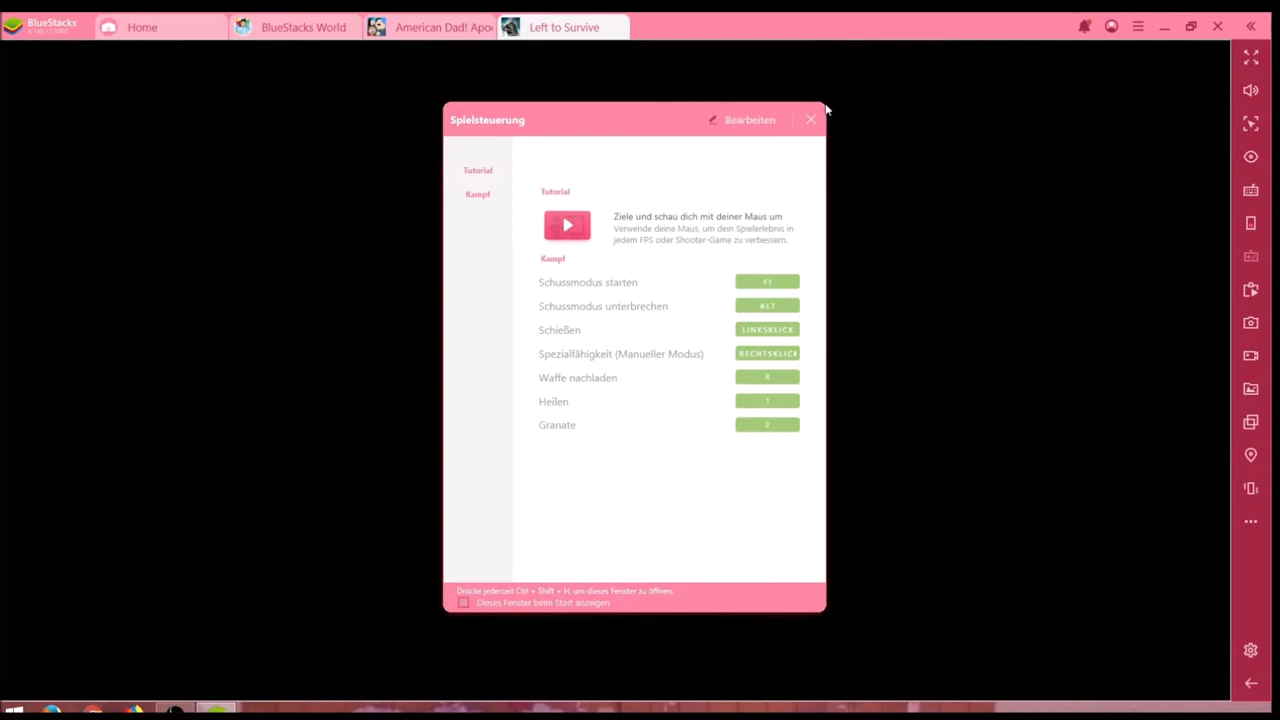 BlueStacks
Home
BlueStacks World
American Dad! Apo
Left to Survive
Spielsteuerung
Bearbeiten
Tutorial
Kampf
Tutorial
Ziele und schau dich mit deiner Maus um
Verwende deine Maus, um dein Spielerlebnis in
jedem FPS oder Shooter-Game zu verbessern.
Kampf
Schussmodus starten
Schussmodus unterbrechen ALT
Schießen LINKSKLICK
Spezialfähigkeit (Manueller Modus) RECHTSKLICK
Waffe nachladen R
Heilen 1
Granate 2
Drücke jederzeit Ctrl + Shift + H, um dieses Fenster zu öffnen.
Dieses Fenster beim Start anzeigen